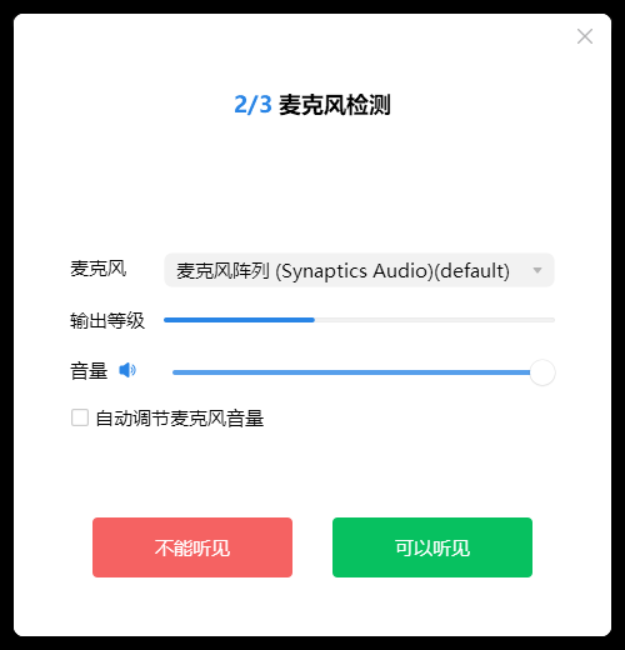 2/3 麦克风检测
麦克风 麦克风阵列 (Synaptics Audio)(default)
输出等级
音量
自动调节麦克风音量
不能听见 可以听见